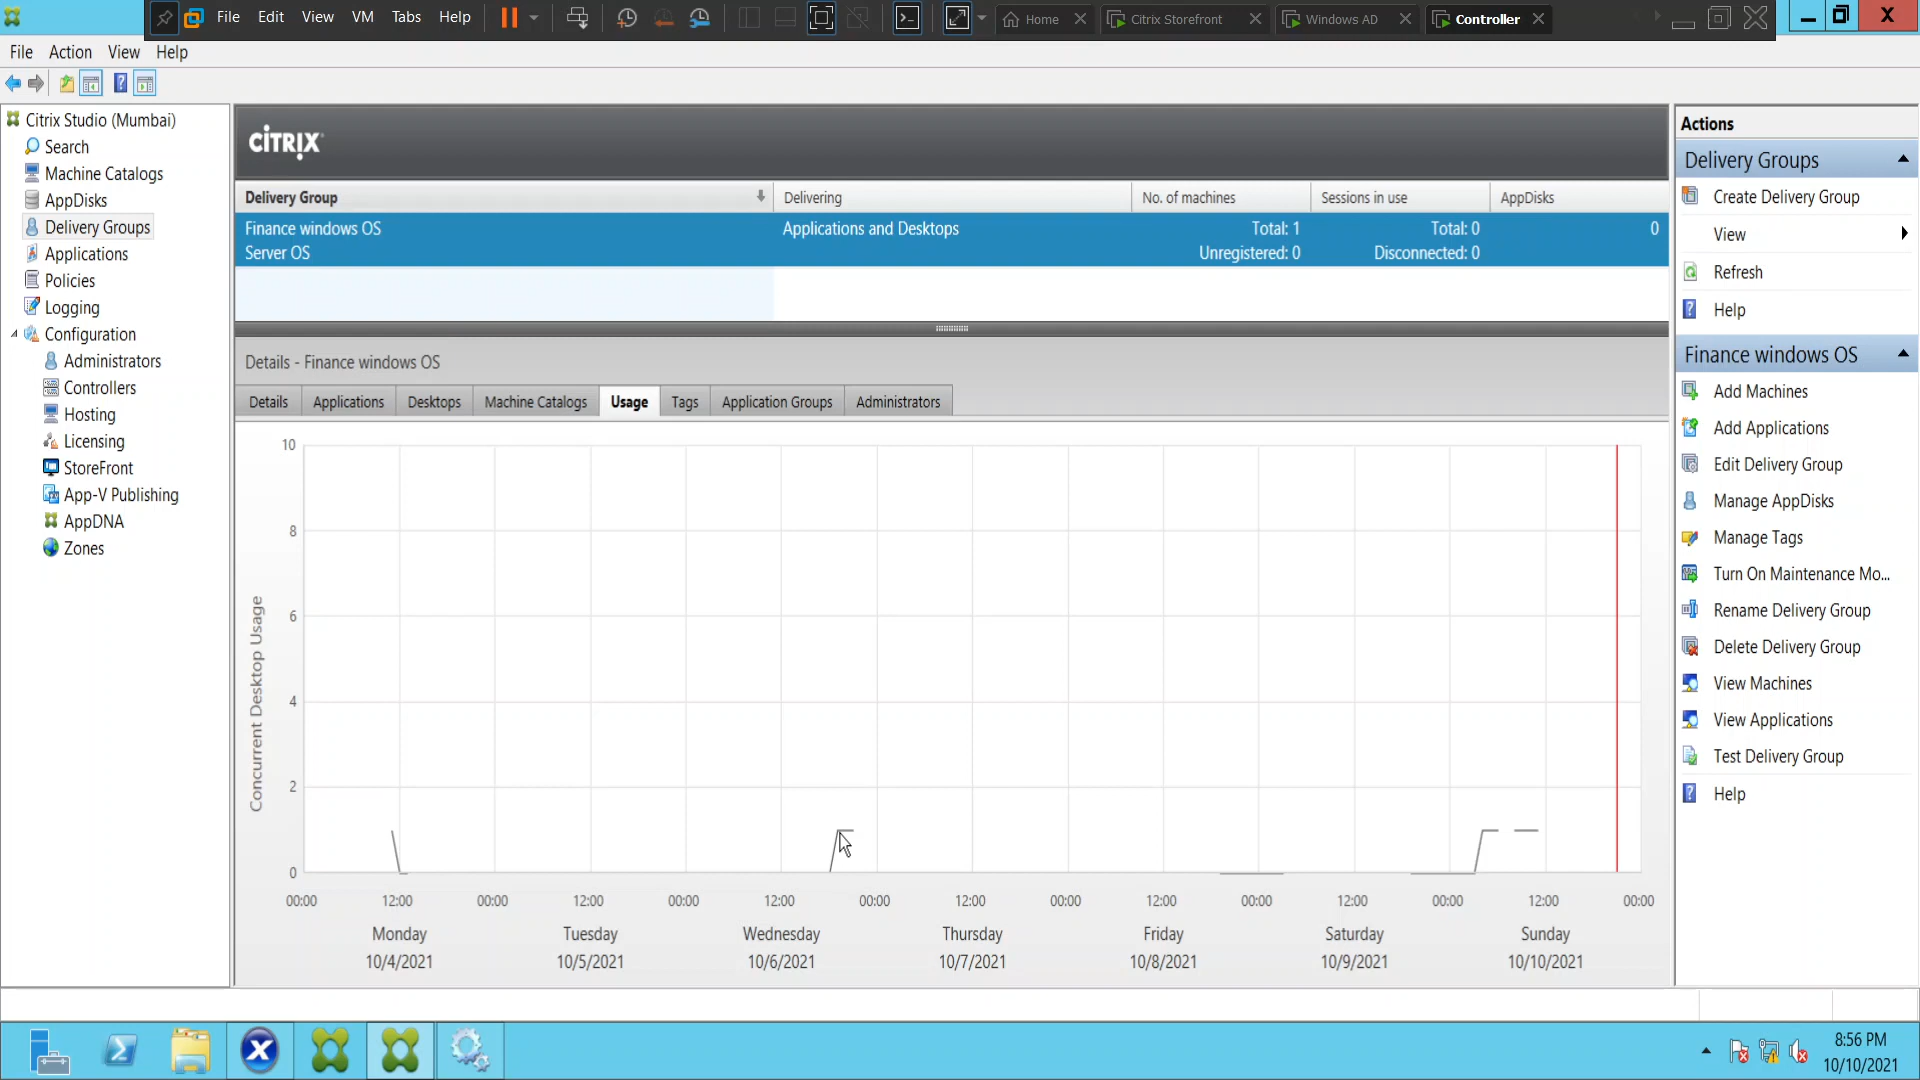 File Edit View VM Tabs Help
Home
Citrix Storefront
Windows AD
Controller
File Action View Help
Citrix Studio (Mumbai)
Search
Machine Catalogs
AppDisks
Delivery Groups
Applications
Policies
Logging
Configuration
Administrators
Controllers
Hosting
Licensing
StoreFront
App-V Publishing
AppDNA
Zones
CITRIX
Delivery Group Delivering No. of machines Sessions in use AppDisks
Finance windows OS Applications and Desktops Total: 1 Total: 0 0
Server OS Unregistered: 0 Disconnected: 0
Details - Finance windows OS
Details Applications Desktops Machine Catalogs Usage Tags Application Groups Administrators
Concurrent Desktop Usage
10
8
6
4
2
0
00:00 12:00 00:00 12:00 00:00 12:00 00:00 12:00 00:00 12:00 00:00 12:00 00:00 12:00 00:00
Monday Tuesday Wednesday Thursday Friday Saturday Sunday
10/4/2021 10/5/2021 10/6/2021 10/7/2021 10/8/2021 10/9/2021 10/10/2021
Actions
Delivery Groups
Create Delivery Group
View
Refresh
Help
Finance windows OS
Add Machines
Add Applications
Edit Delivery Group
Manage AppDisks
Manage Tags
Turn On Maintenance Mo...
Rename Delivery Group
Delete Delivery Group
View Machines
View Applications
Test Delivery Group
Help
8:56 PM
10/10/2021